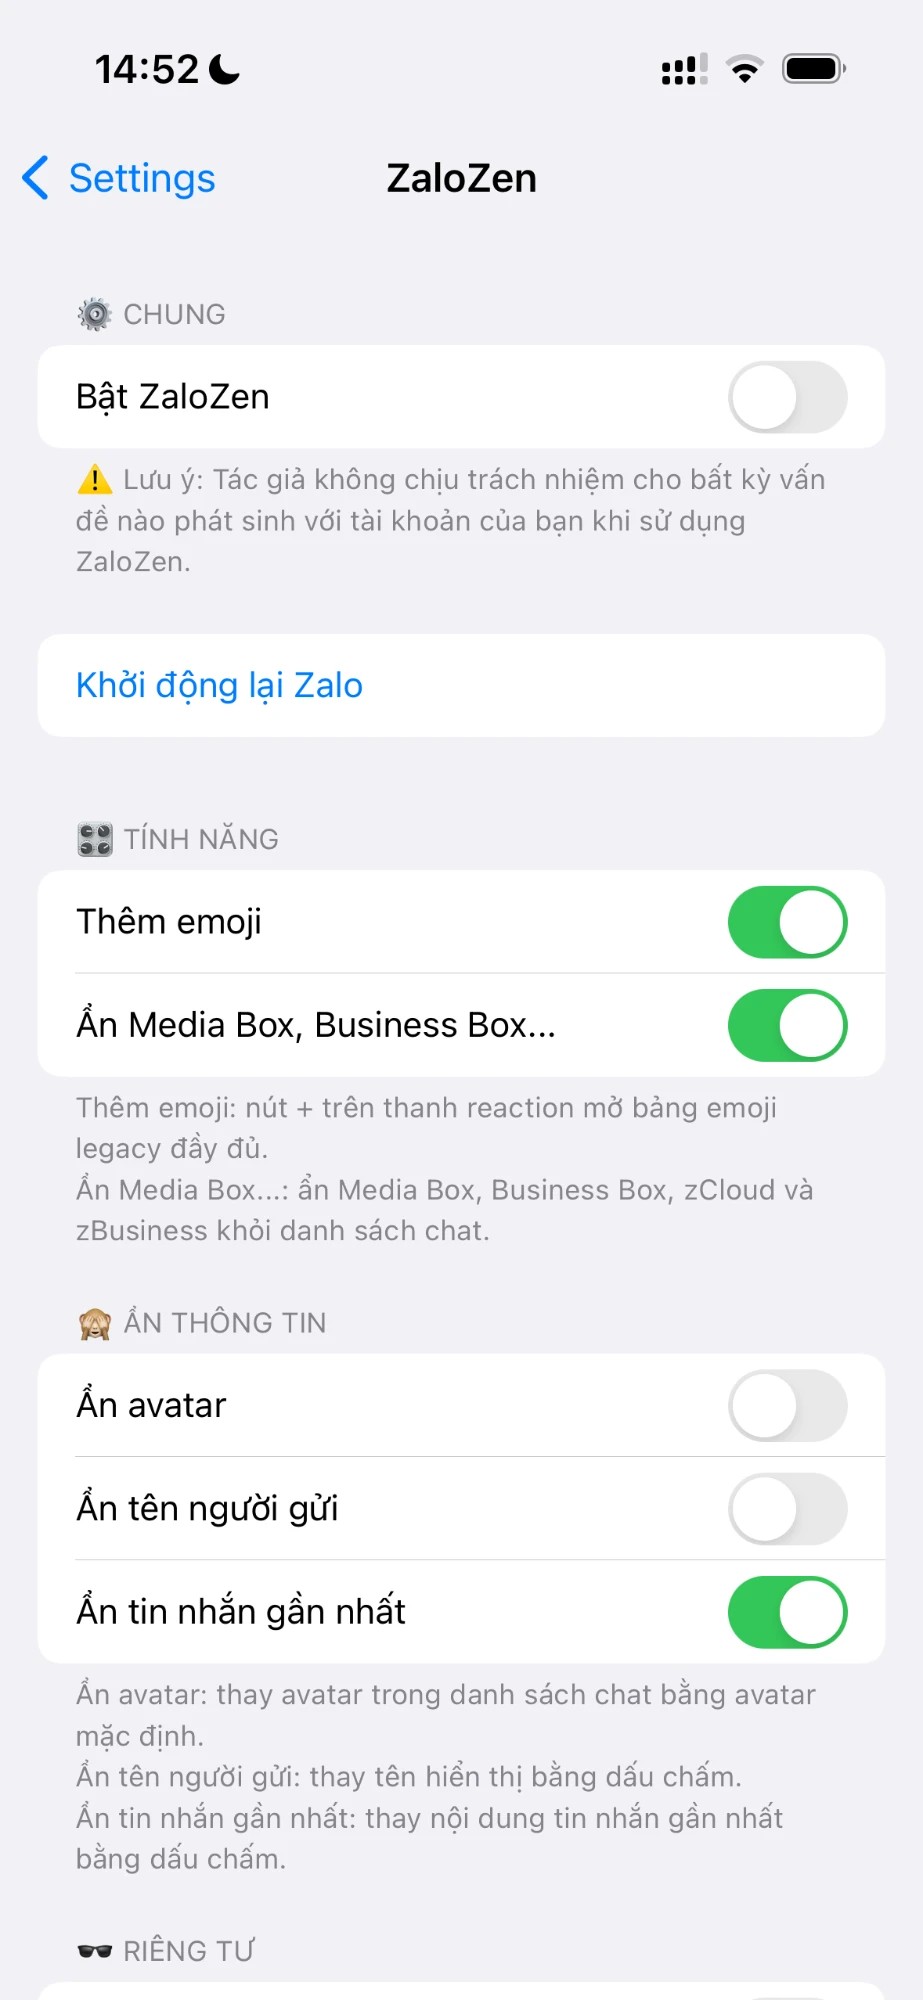 14:52
Settings
ZaloZen
CHUNG
Bật ZaloZen
Lưu ý: Tác giả không chịu trách nhiệm cho bất kỳ vấn
đề nào phát sinh với tài khoản của bạn khi sử dụng
ZaloZen.
Khởi động lại Zalo
TÍNH NĂNG
Thêm emoji
Ẩn Media Box, Business Box...
Thêm emoji: nút + trên thanh reaction mở bảng emoji
legacy đầy đủ.
Ẩn Media Box...: ẩn Media Box, Business Box, zCloud và
zBusiness khỏi danh sách chat.
ẨN THÔNG TIN
Ẩn avatar
Ẩn tên người gửi
Ẩn tin nhắn gần nhất
Ẩn avatar: thay avatar trong danh sách chat bằng avatar
mặc định.
Ẩn tên người gửi: thay tên hiển thị bằng dấu chấm.
Ẩn tin nhắn gần nhất: thay nội dung tin nhắn gần nhất
bằng dấu chấm.
RIÊNG TƯ